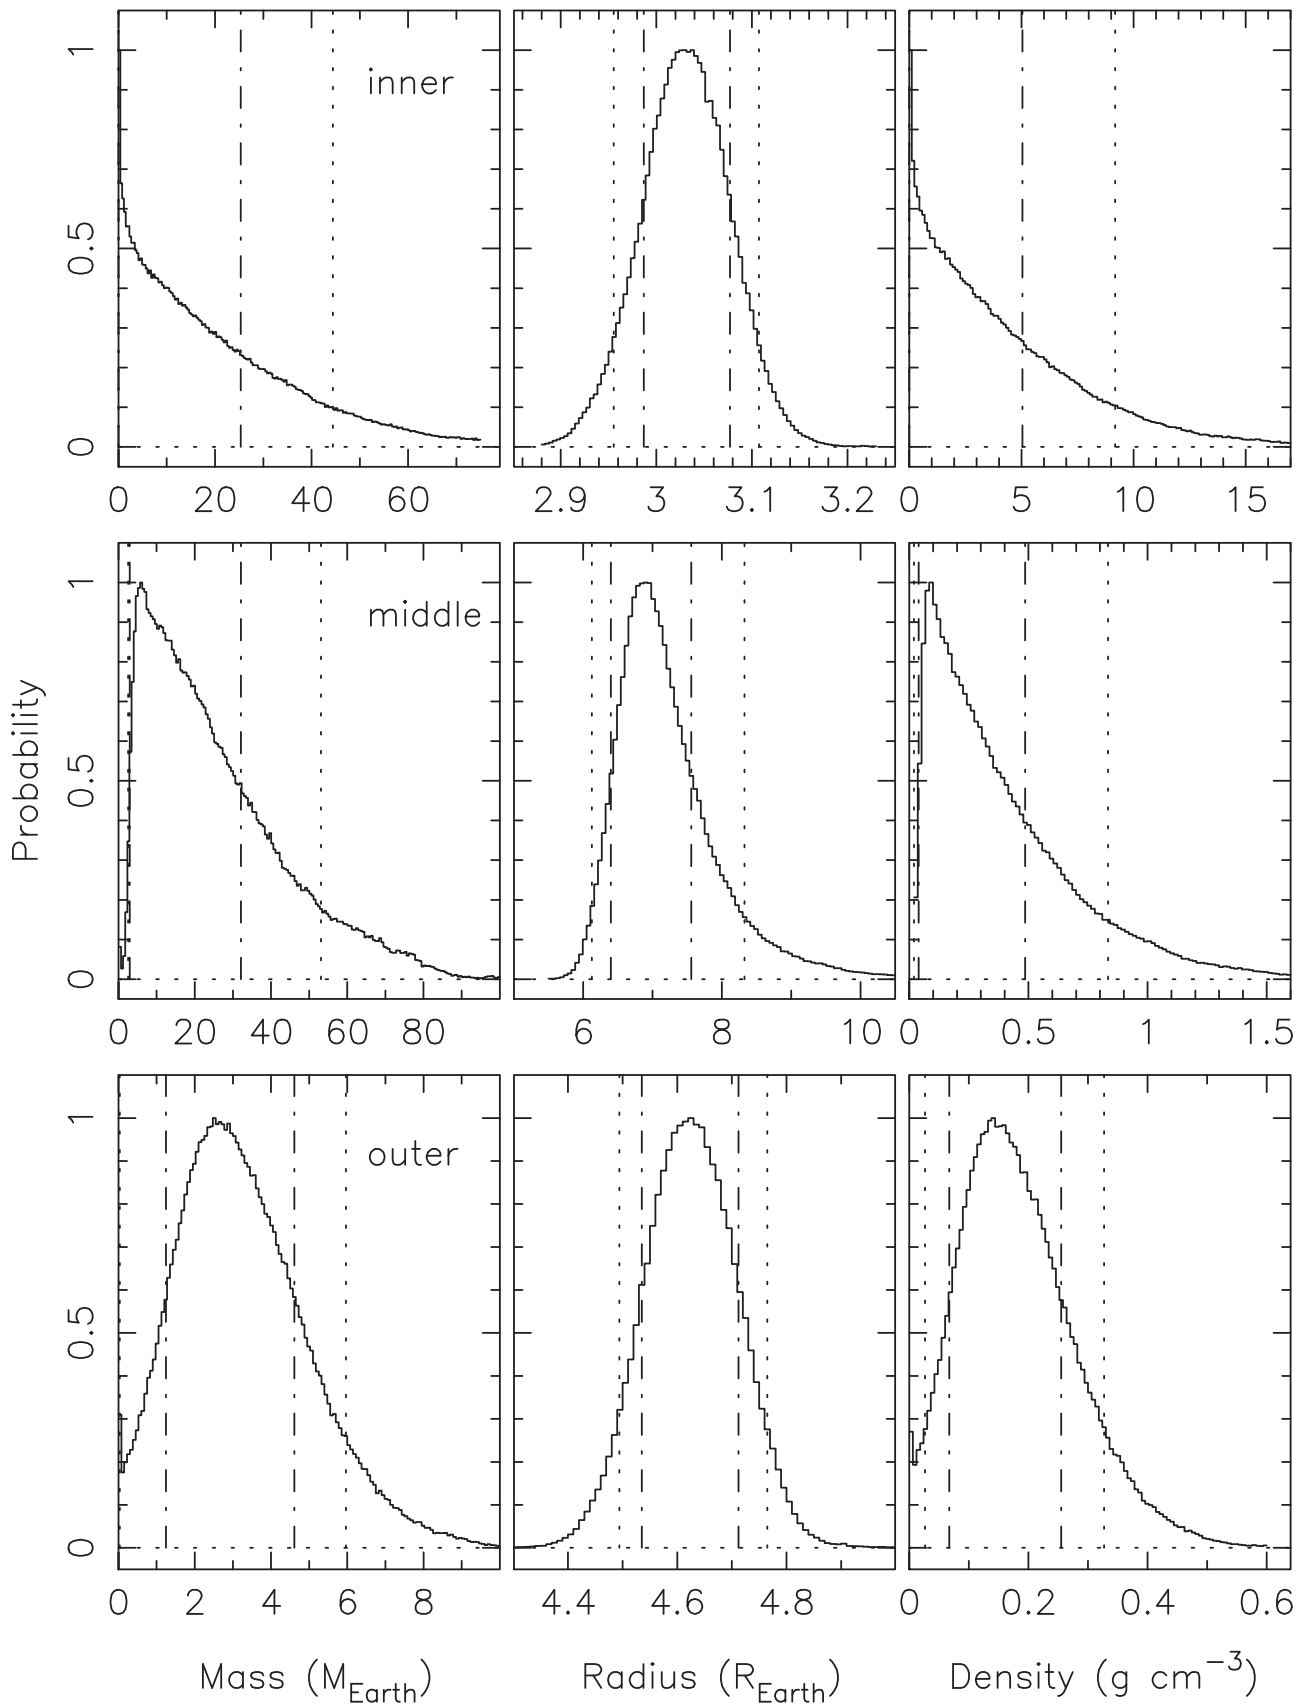 inner
1
0.5
0
0 20 40 60
2.9 3 3.1 3.2
0 5 10 15
middle
1
0.5
0
0 20 40 60 80
6 8 10
0 0.5 1 1.5
Probability
outer
1
0.5
0
0 2 4 6 8
4.4 4.6 4.8
0 0.2 0.4 0.6
Mass (M_Earth)
Radius (R_Earth)
Density (g cm⁻³)